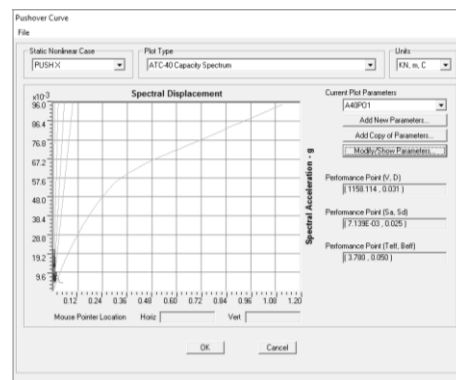 Pushover Curve
File
Static Nonlinear Case
PUSHX
Plot Type
ATC-40 Capacity Spectrum
Units
KN, m, C
Spectral Displacement
x10-3
96.0
86.4
76.8
67.2
57.6
48.0
38.4
28.8
19.2
9.6
0.12 0.24 0.36 0.48 0.60 0.72 0.84 0.96 1.08 1.20
Spectral Acceleration - g
Mouse Pointer Location Horiz Vert
Current Plot Parameters
A40PO1
Add New Parameters...
Add Copy of Parameters...
Modify/Show Parameters...
Performance Point (V, D)
( 1158.114 , 0.031 )
Performance Point (Sa, Sd)
( 7.139E-03 , 0.025 )
Performance Point (Teff, Beff)
( 3.780 , 0.050 )
OK Cancel